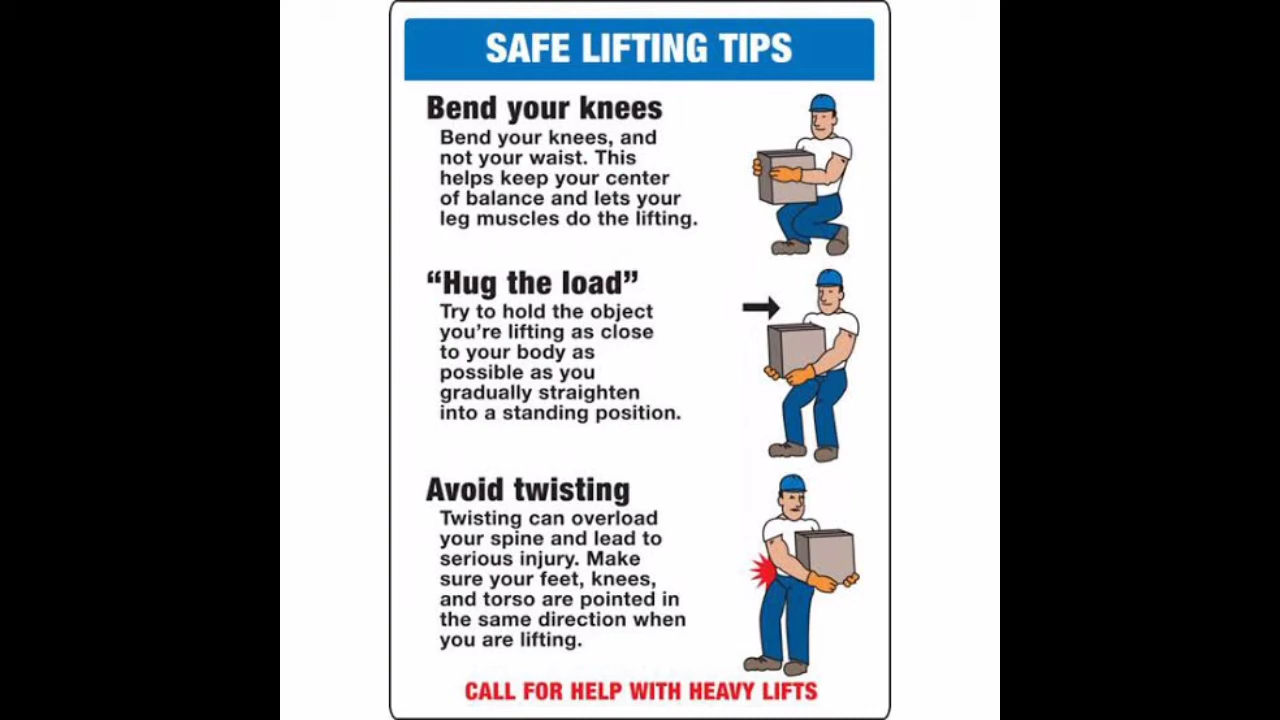 SAFE LIFTING TIPS
Bend your knees
Bend your knees, and
not your waist. This
helps keep your center
of balance and lets your
leg muscles do the lifting.
“Hug the load”
Try to hold the object
you’re lifting as close
to your body as
possible as you
gradually straighten
into a standing position.
Avoid twisting
Twisting can overload
your spine and lead to
serious injury. Make
sure your feet, knees,
and torso are pointed in
the same direction when
you are lifting.
CALL FOR HELP WITH HEAVY LIFTS